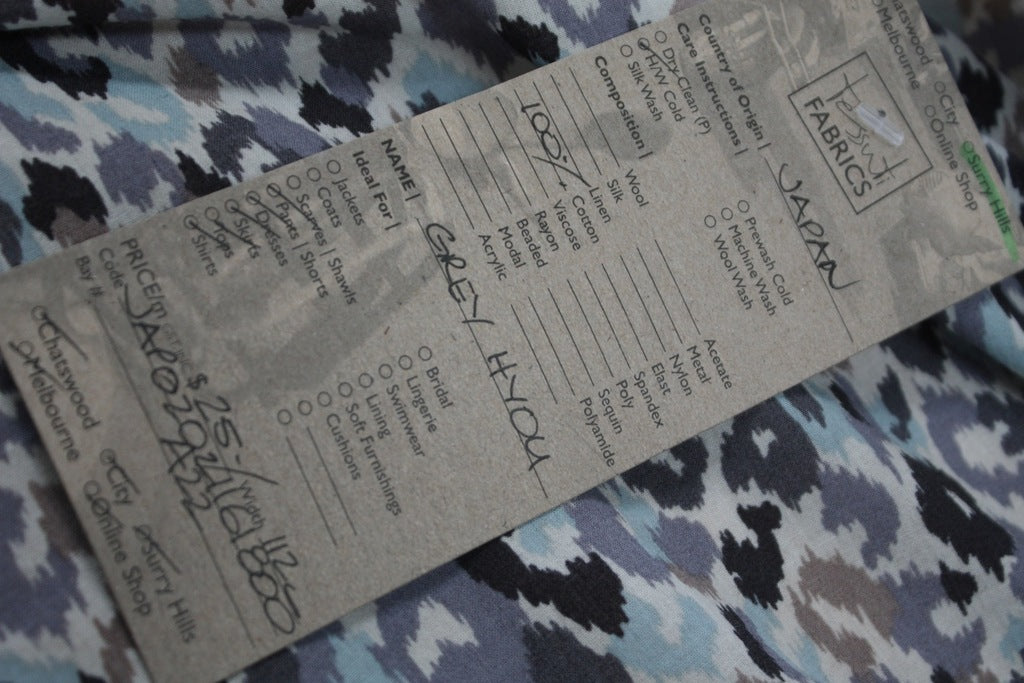 Chatswood City Surry Hills
Melbourne Online Shop
tessuti
FABRICS
Country of Origin | JAPAN
Care Instructions |
Dry Clean (P) Prewash Cold
H/W Cold Machine Wash
Silk Wash Wool Wash
Composition |
Wool Acetate
Silk Metal
Linen Nylon
100% Cotton Elast
Viscose Spandex
Rayon Poly
Beaded Sequin
Modal Polyamide
Acrylic
NAME | GREY HYOU
Ideal For |
Jackets Bridal
Coats Lingerie
Scarves | Shawls Swimwear
Pants | Shorts Lining
Dresses Soft Furnishings
Skirts Cushions
Tops
Shirts
PRICE/m $25.- Width 112
Code
Bay #
Chatswood City Surry Hills
Melbourne Online Shop